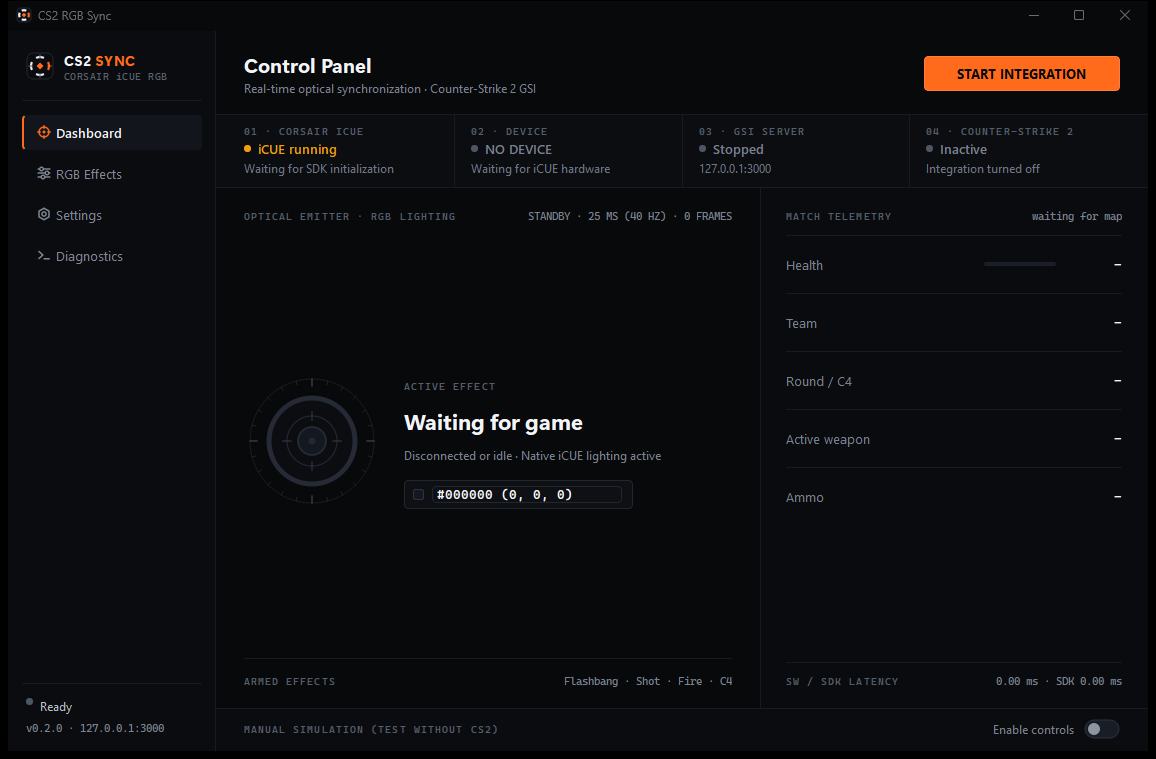 CS2 RGB Sync
CS2 SYNC
CORSAIR iCUE RGB
Dashboard
RGB Effects
Settings
Diagnostics
Ready
v0.2.0 · 127.0.0.1:3000
Control Panel
Real-time optical synchronization · Counter-Strike 2 GSI
START INTEGRATION
01 · CORSAIR ICUE
iCUE running
Waiting for SDK initialization
02 · DEVICE
NO DEVICE
Waiting for iCUE hardware
03 · GSI SERVER
Stopped
127.0.0.1:3000
04 · COUNTER-STRIKE 2
Inactive
Integration turned off
OPTICAL EMITTER · RGB LIGHTING
STANDBY · 25 MS (40 HZ) · 0 FRAMES
ACTIVE EFFECT
Waiting for game
Disconnected or idle · Native iCUE lighting active
#000000 (0, 0, 0)
ARMED EFFECTS
Flashbang · Shot · Fire · C4
MATCH TELEMETRY
waiting for map
Health –
Team –
Round / C4 –
Active weapon –
Ammo –
SW / SDK LATENCY
0.00 ms · SDK 0.00 ms
MANUAL SIMULATION (TEST WITHOUT CS2)
Enable controls